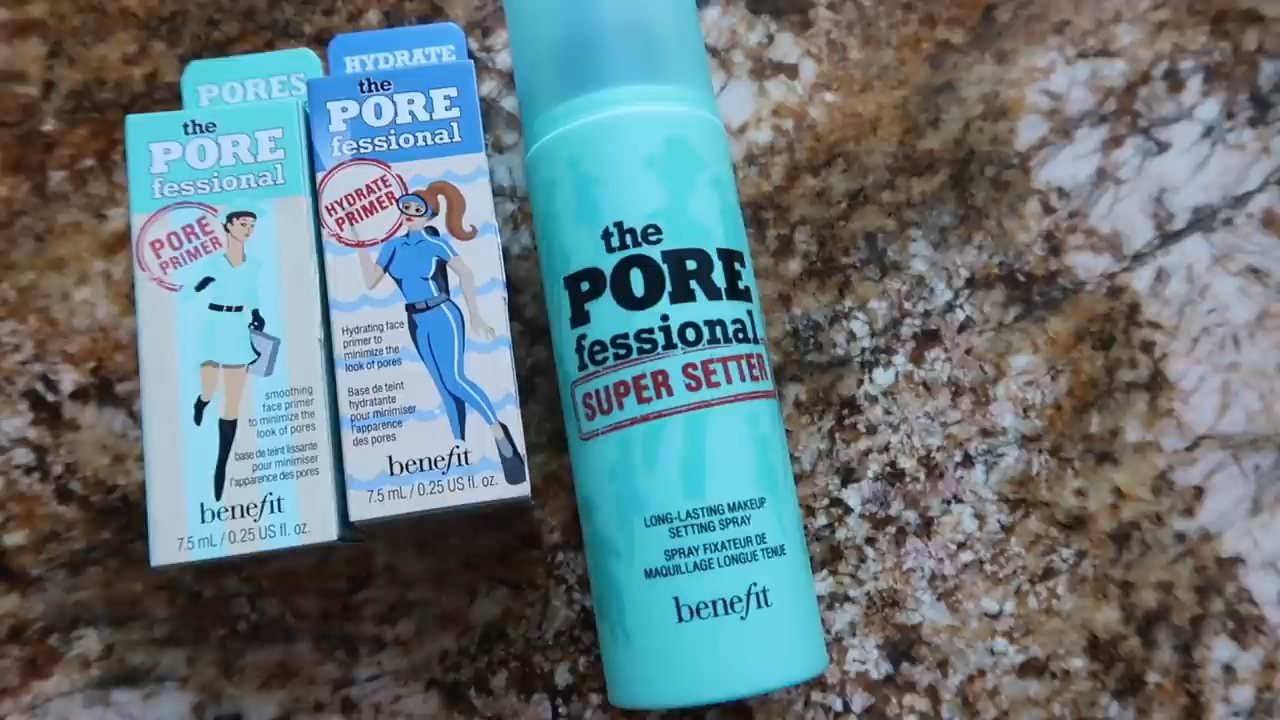 PORES
the
PORE
fessional
PORE
PRIMER
smoothing
face primer
to minimize the
look of pores
base de teint lissante
pour minimiser
l'apparence des pores
benefit
7.5 mL / 0.25 US fl. oz.
HYDRATE
the
PORE
fessional
HYDRATE
PRIMER
Hydrating face
primer to
minimize the
look of pores
Base de teint
hydratante
pour minimiser
l'apparence
des pores
benefit
7.5 mL / 0.25 US fl. oz.
the
PORE
fessional
SUPER SETTER
LONG-LASTING MAKEUP
SETTING SPRAY
SPRAY FIXATEUR DE
MAQUILLAGE LONGUE TENUE
benefit